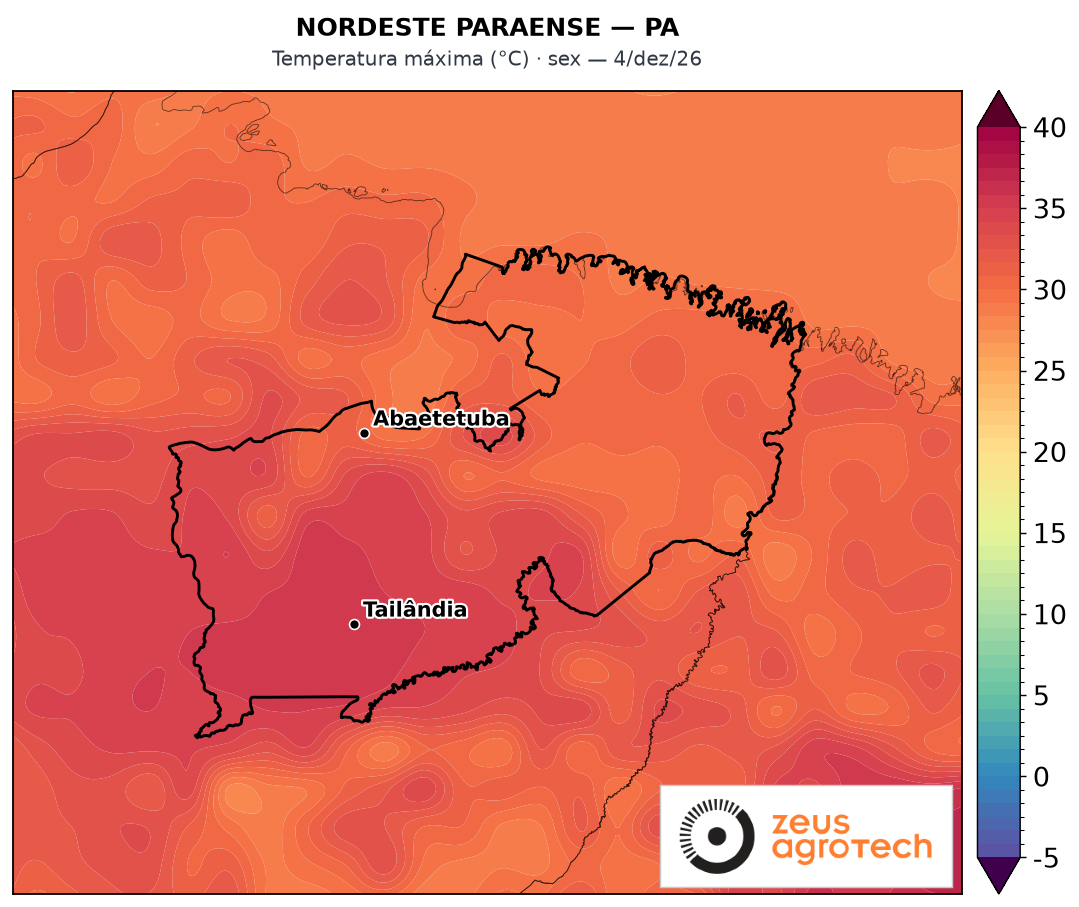 NORDESTE PARAENSE — PA
Temperatura máxima (°C) · sex — 4/dez/26
40
35
30
25
20
15
10
5
0
-5
Abaetetuba
Tailândia
zeus
agrotech